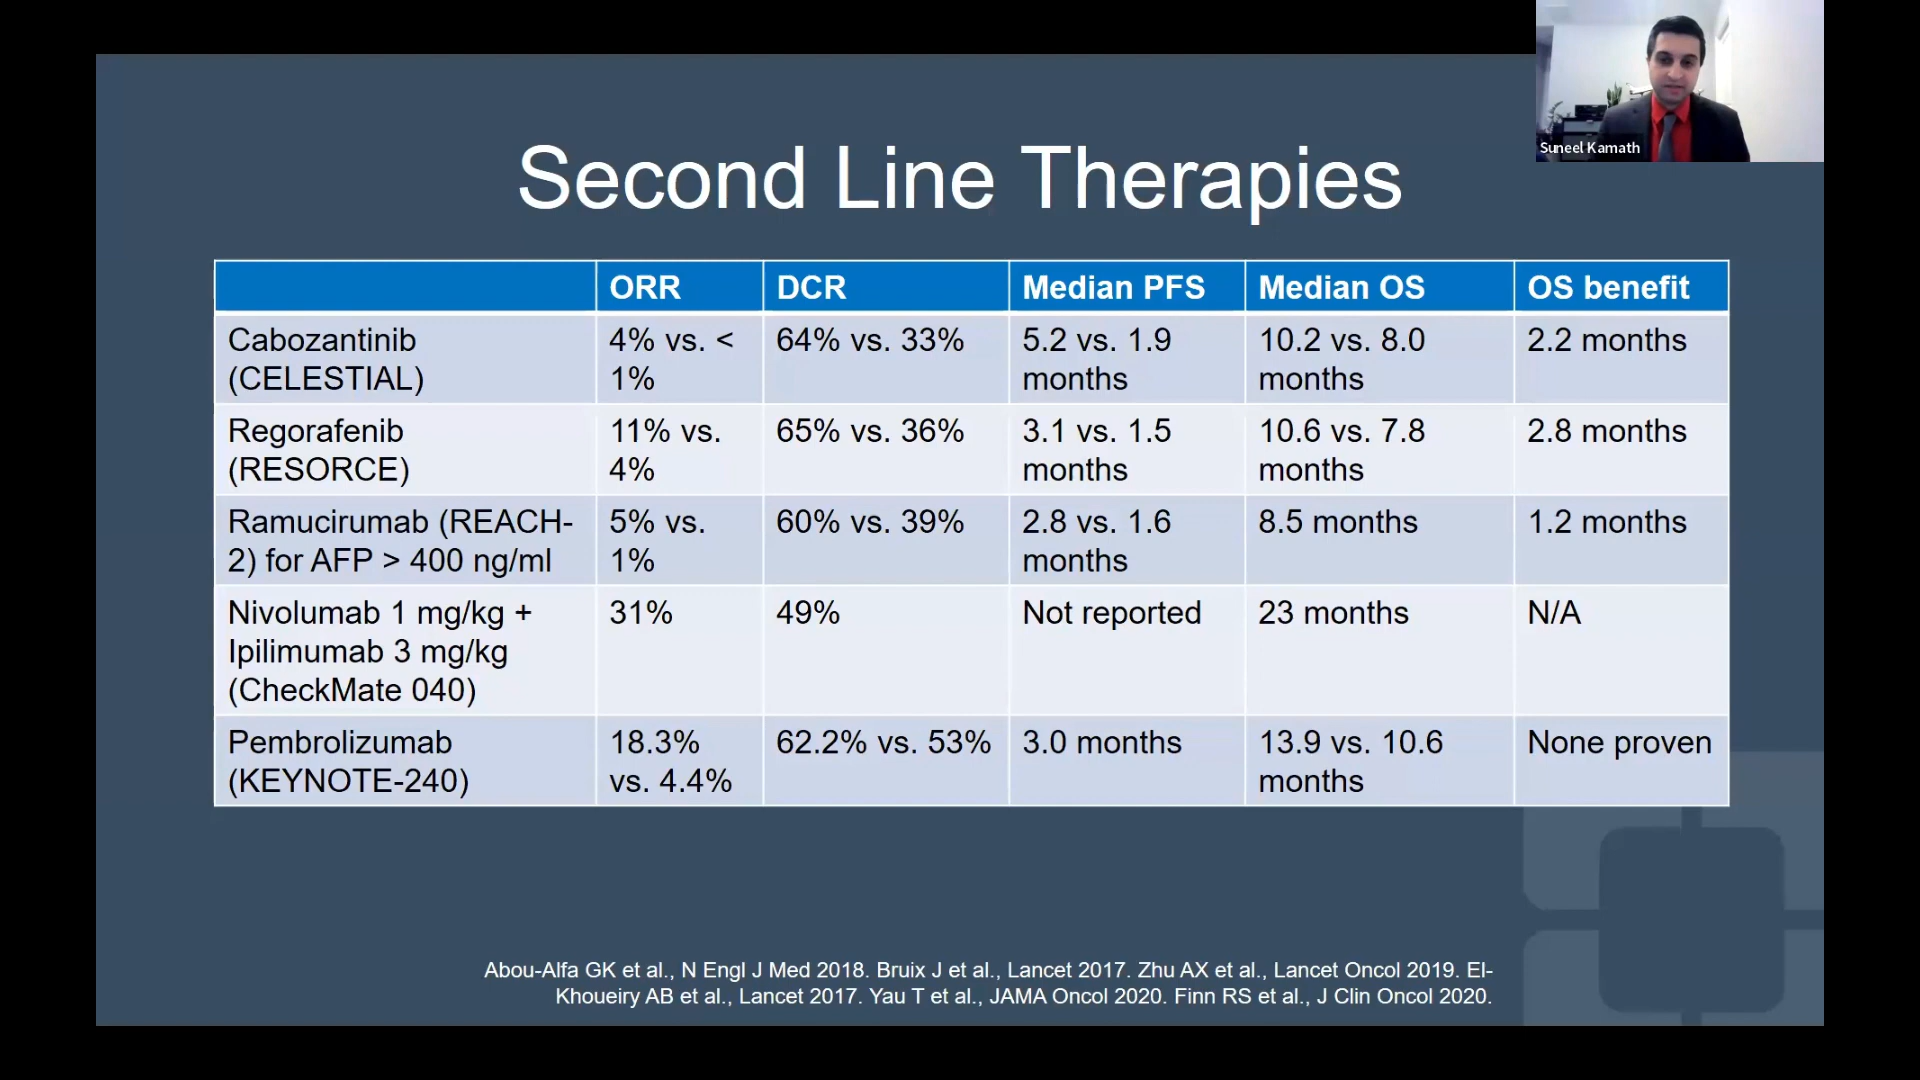 Suneel Kamath
Second Line Therapies
ORR DCR Median PFS Median OS OS benefit
Cabozantinib
(CELESTIAL)
4% vs. <
1%
64% vs. 33%
5.2 vs. 1.9
months
10.2 vs. 8.0
months
2.2 months
Regorafenib
(RESORCE)
11% vs.
4%
65% vs. 36%
3.1 vs. 1.5
months
10.6 vs. 7.8
months
2.8 months
Ramucirumab (REACH-
2) for AFP > 400 ng/ml
5% vs.
1%
60% vs. 39%
2.8 vs. 1.6
months
8.5 months
1.2 months
Nivolumab 1 mg/kg +
Ipilimumab 3 mg/kg
(CheckMate 040)
31%
49%
Not reported
23 months
N/A
Pembrolizumab
(KEYNOTE-240)
18.3%
vs. 4.4%
62.2% vs. 53%
3.0 months
13.9 vs. 10.6
months
None proven
Abou-Alfa GK et al., N Engl J Med 2018. Bruix J et al., Lancet 2017. Zhu AX et al., Lancet Oncol 2019. El-
Khoueiry AB et al., Lancet 2017. Yau T et al., JAMA Oncol 2020. Finn RS et al., J Clin Oncol 2020.